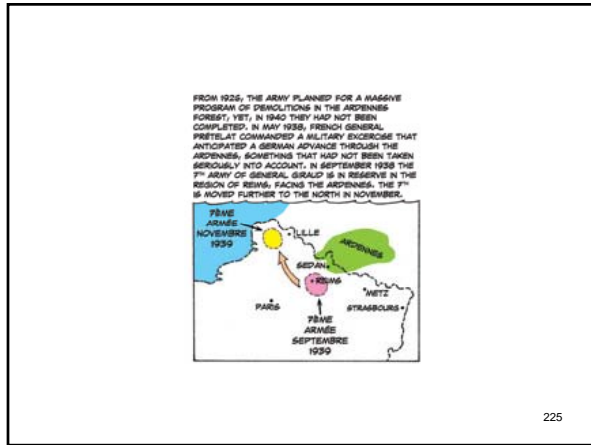 FROM 1926, THE ARMY PLANNED FOR A MASSIVE
PROGRAM OF DEMOLITIONS IN THE ARDENNES
FOREST, YET, IN 1940 THEY HAD NOT BEEN
COMPLETED. IN MAY 1938, FRENCH GENERAL
PRÉTELAT COMMANDED A MILITARY EXCERCISE THAT
ANTICIPATED A GERMAN ADVANCE THROUGH THE
ARDENNES, SOMETHING THAT HAD NOT BEEN TAKEN
SERIOUSLY INTO ACCOUNT. IN SEPTEMBER 1938 THE
7TH ARMY OF GENERAL GIRAUD IS IN RESERVE IN THE
REGION OF REIMS, FACING THE ARDENNES. THE 7TH
IS MOVED FURTHER TO THE NORTH IN NOVEMBER.
7ÈME
ARMÉE
NOVEMBRE
1939
LILLE
ARDENNES
SEDAN
REIMS
METZ
PARIS
STRASBOURG
7ÈME
ARMÉE
SEPTEMBRE
1939
225